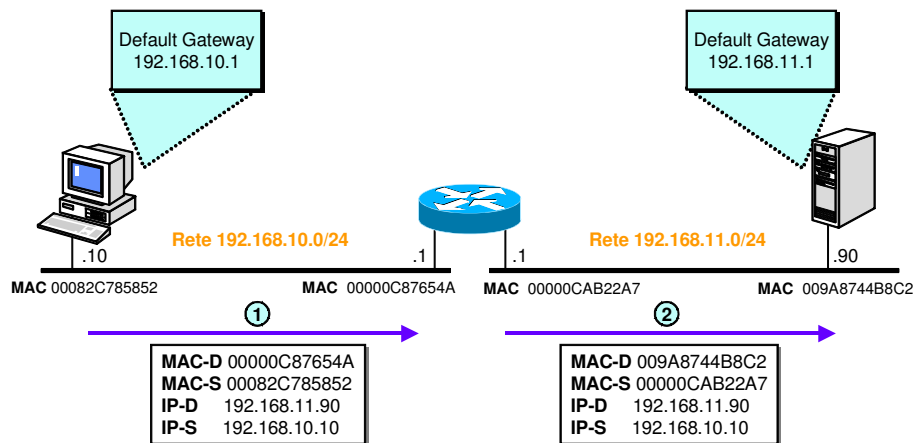 Default Gateway
192.168.10.1
Default Gateway
192.168.11.1
Rete 192.168.10.0/24
Rete 192.168.11.0/24
.10
.1
.1
.90
MAC 00082C785852
MAC 00000C87654A
MAC 00000CAB22A7
MAC 009A8744B8C2
1
2
MAC-D 00000C87654A
MAC-S 00082C785852
IP-D 192.168.11.90
IP-S 192.168.10.10
MAC-D 009A8744B8C2
MAC-S 00000CAB22A7
IP-D 192.168.11.90
IP-S 192.168.10.10